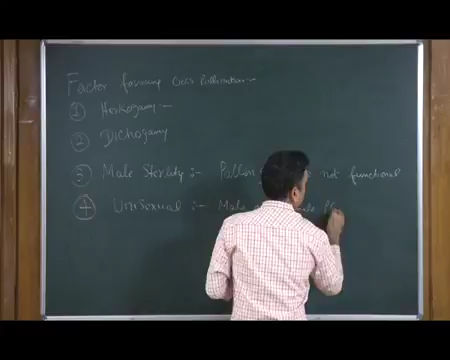 Factor favouring Cross Pollination:-
① Herkogamy:-
② Dichogamy
③ Male Sterility:- Pollen not functional
④ Unisexual:- Male